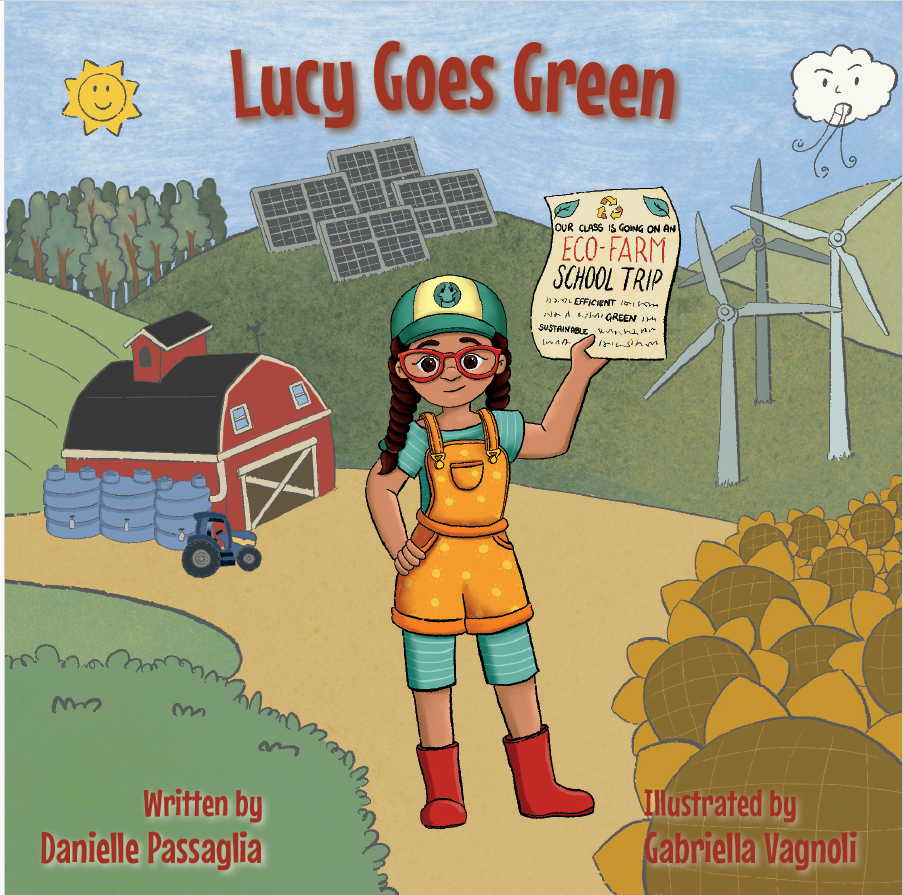 Lucy Goes Green
OUR CLASS IS GOING ON AN
ECO-FARM
SCHOOL TRIP
EFFICIENT
GREEN
SUSTAINABLE
Written by
Danielle Passaglia
Illustrated by
Gabriella Vagnoli